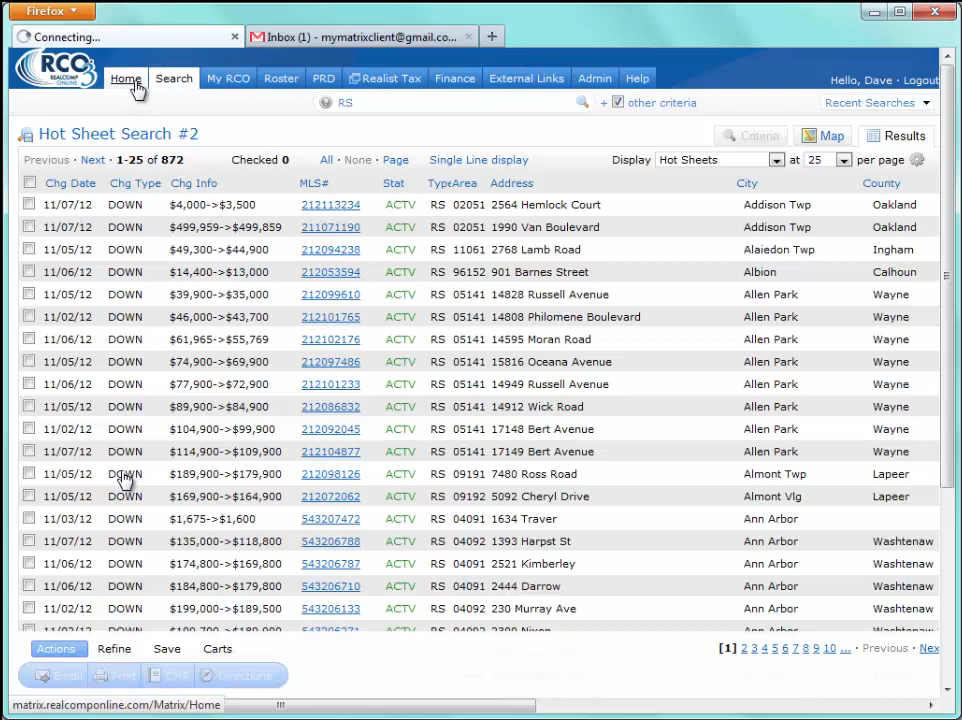 Firefox
Connecting...
Inbox (1) - mymatrixclient@gmail.co...
RCO3
REALCOMP
ONLINE
Home Search My RCO Roster PRD Realist Tax Finance External Links Admin Help
Hello, Dave · Logout
RS
+ other criteria
Recent Searches
Hot Sheet Search #2
Criteria Map Results
Previous · Next · 1-25 of 872 Checked 0 All · None · Page Single Line display Display Hot Sheets at 25 per page
Chg Date Chg Type Chg Info MLS# Stat Type Area Address City County
11/07/12 DOWN $4,000->$3,500 212113234 ACTV RS 02051 2564 Hemlock Court Addison Twp Oakland
11/07/12 DOWN $499,959->$499,859 211071190 ACTV RS 02051 1990 Van Boulevard Addison Twp Oakland
11/05/12 DOWN $49,300->$44,900 212094238 ACTV RS 11061 2768 Lamb Road Alaiedon Twp Ingham
11/06/12 DOWN $14,400->$13,000 212053594 ACTV RS 96152 901 Barnes Street Albion Calhoun
11/05/12 DOWN $39,900->$35,000 212099610 ACTV RS 05141 14828 Russell Avenue Allen Park Wayne
11/02/12 DOWN $46,000->$43,700 212101765 ACTV RS 05141 14808 Philomene Boulevard Allen Park Wayne
11/06/12 DOWN $61,965->$55,769 212102176 ACTV RS 05141 14595 Moran Road Allen Park Wayne
11/05/12 DOWN $74,900->$69,900 212097486 ACTV RS 05141 15816 Oceana Avenue Allen Park Wayne
11/06/12 DOWN $77,900->$72,900 212101233 ACTV RS 05141 14949 Russell Avenue Allen Park Wayne
11/05/12 DOWN $89,900->$84,900 212086832 ACTV RS 05141 14912 Wick Road Allen Park Wayne
11/02/12 DOWN $104,900->$99,900 212092045 ACTV RS 05141 17148 Bert Avenue Allen Park Wayne
11/07/12 DOWN $114,900->$109,900 212104877 ACTV RS 05141 17149 Bert Avenue Allen Park Wayne
11/05/12 DOWN $189,900->$179,900 212098126 ACTV RS 09191 7480 Ross Road Almont Twp Lapeer
11/05/12 DOWN $169,900->$164,900 212072062 ACTV RS 09192 5092 Cheryl Drive Almont Vlg Lapeer
11/03/12 DOWN $1,675->$1,600 543207472 ACTV RS 04091 1634 Traver Ann Arbor
11/07/12 DOWN $135,000->$118,800 543206788 ACTV RS 04092 1393 Harpst St Ann Arbor Washtenaw
11/06/12 DOWN $174,800->$169,800 543206787 ACTV RS 04091 2521 Kimberley Ann Arbor Washtenaw
11/06/12 DOWN $184,800->$179,800 543206710 ACTV RS 04091 2444 Darrow Ann Arbor Washtenaw
11/02/12 DOWN $199,000->$189,500 543206133 ACTV RS 04092 230 Murray Ave Ann Arbor Washtenaw
Actions Refine Save Carts
[1] 2 3 4 5 6 7 8 9 10 ... · Previous · Nex
Email Print CMA Directions
matrix.realcomponline.com/Matrix/Home